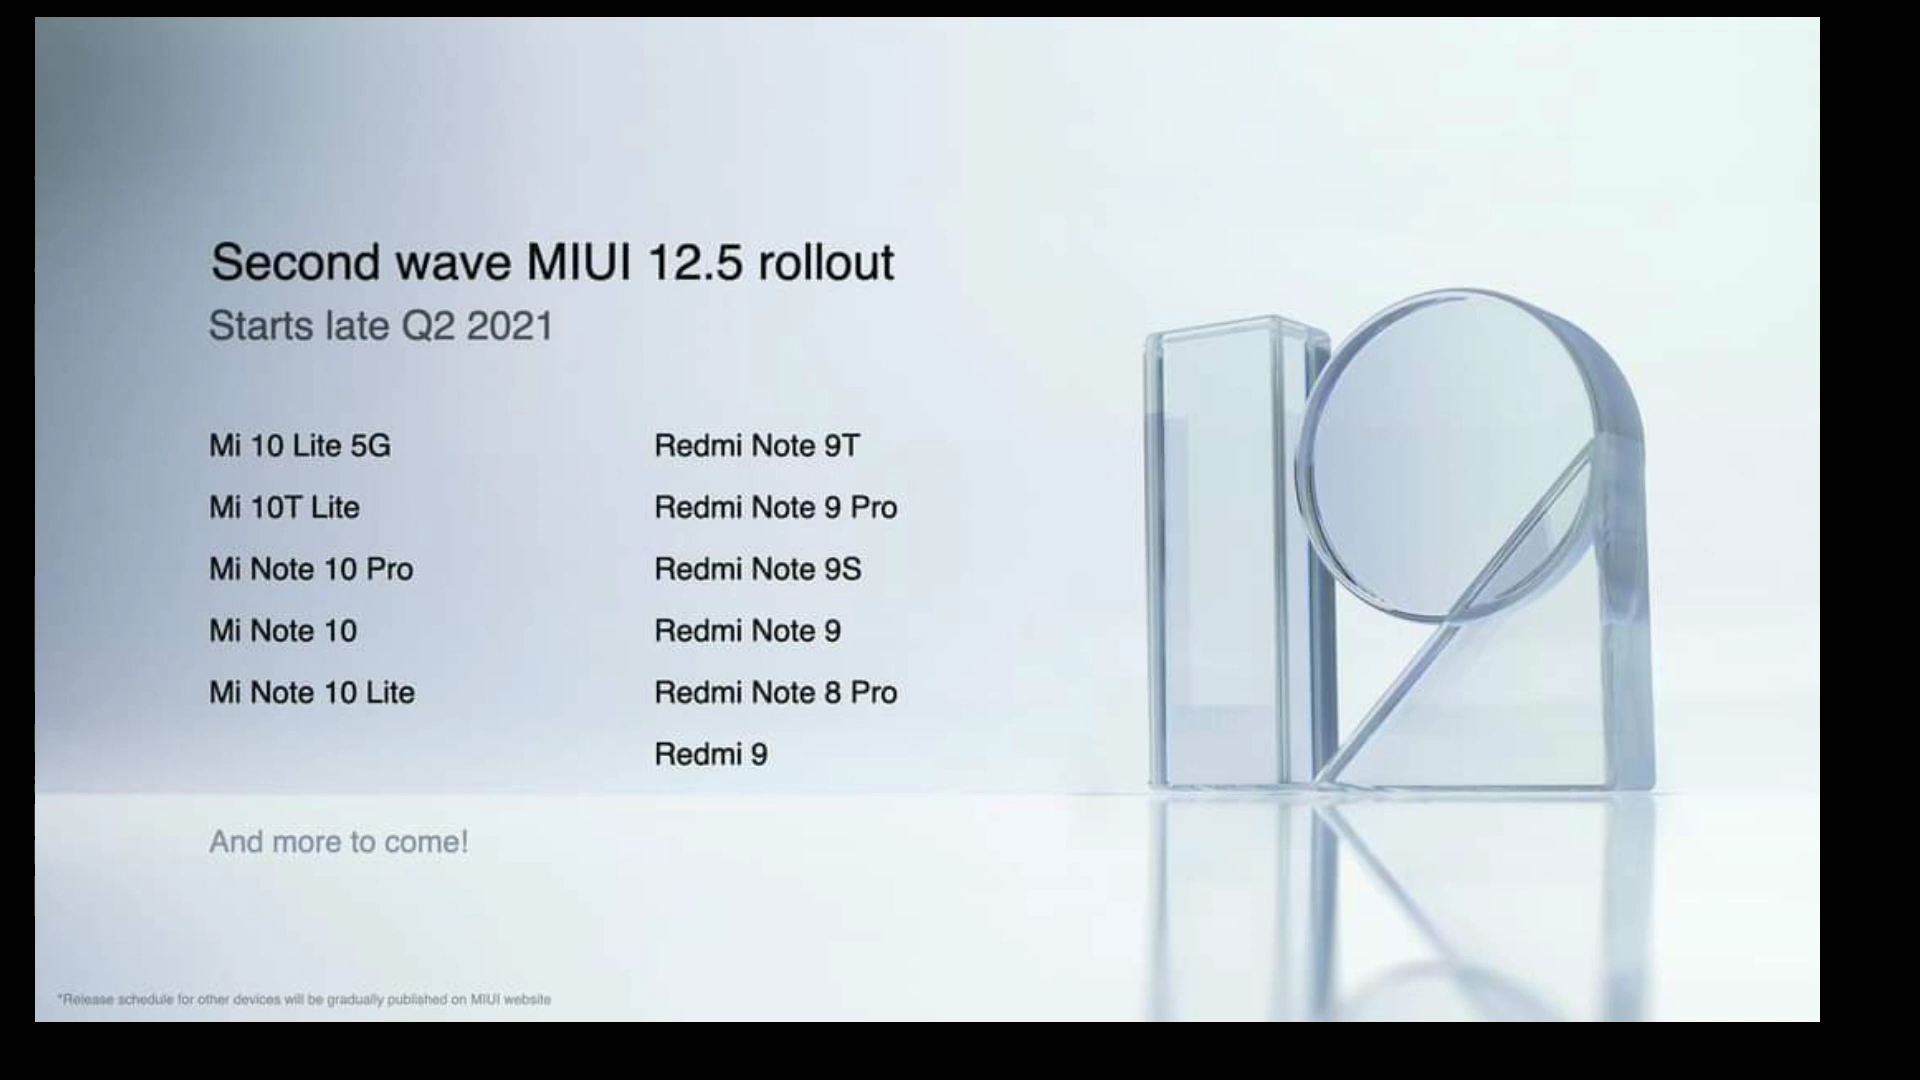 Second wave MIUI 12.5 rollout
Starts late Q2 2021
Mi 10 Lite 5G
Mi 10T Lite
Mi Note 10 Pro
Mi Note 10
Mi Note 10 Lite
Redmi Note 9T
Redmi Note 9 Pro
Redmi Note 9S
Redmi Note 9
Redmi Note 8 Pro
Redmi 9
And more to come!
*Release schedule for other devices will be gradually published on MIUI website